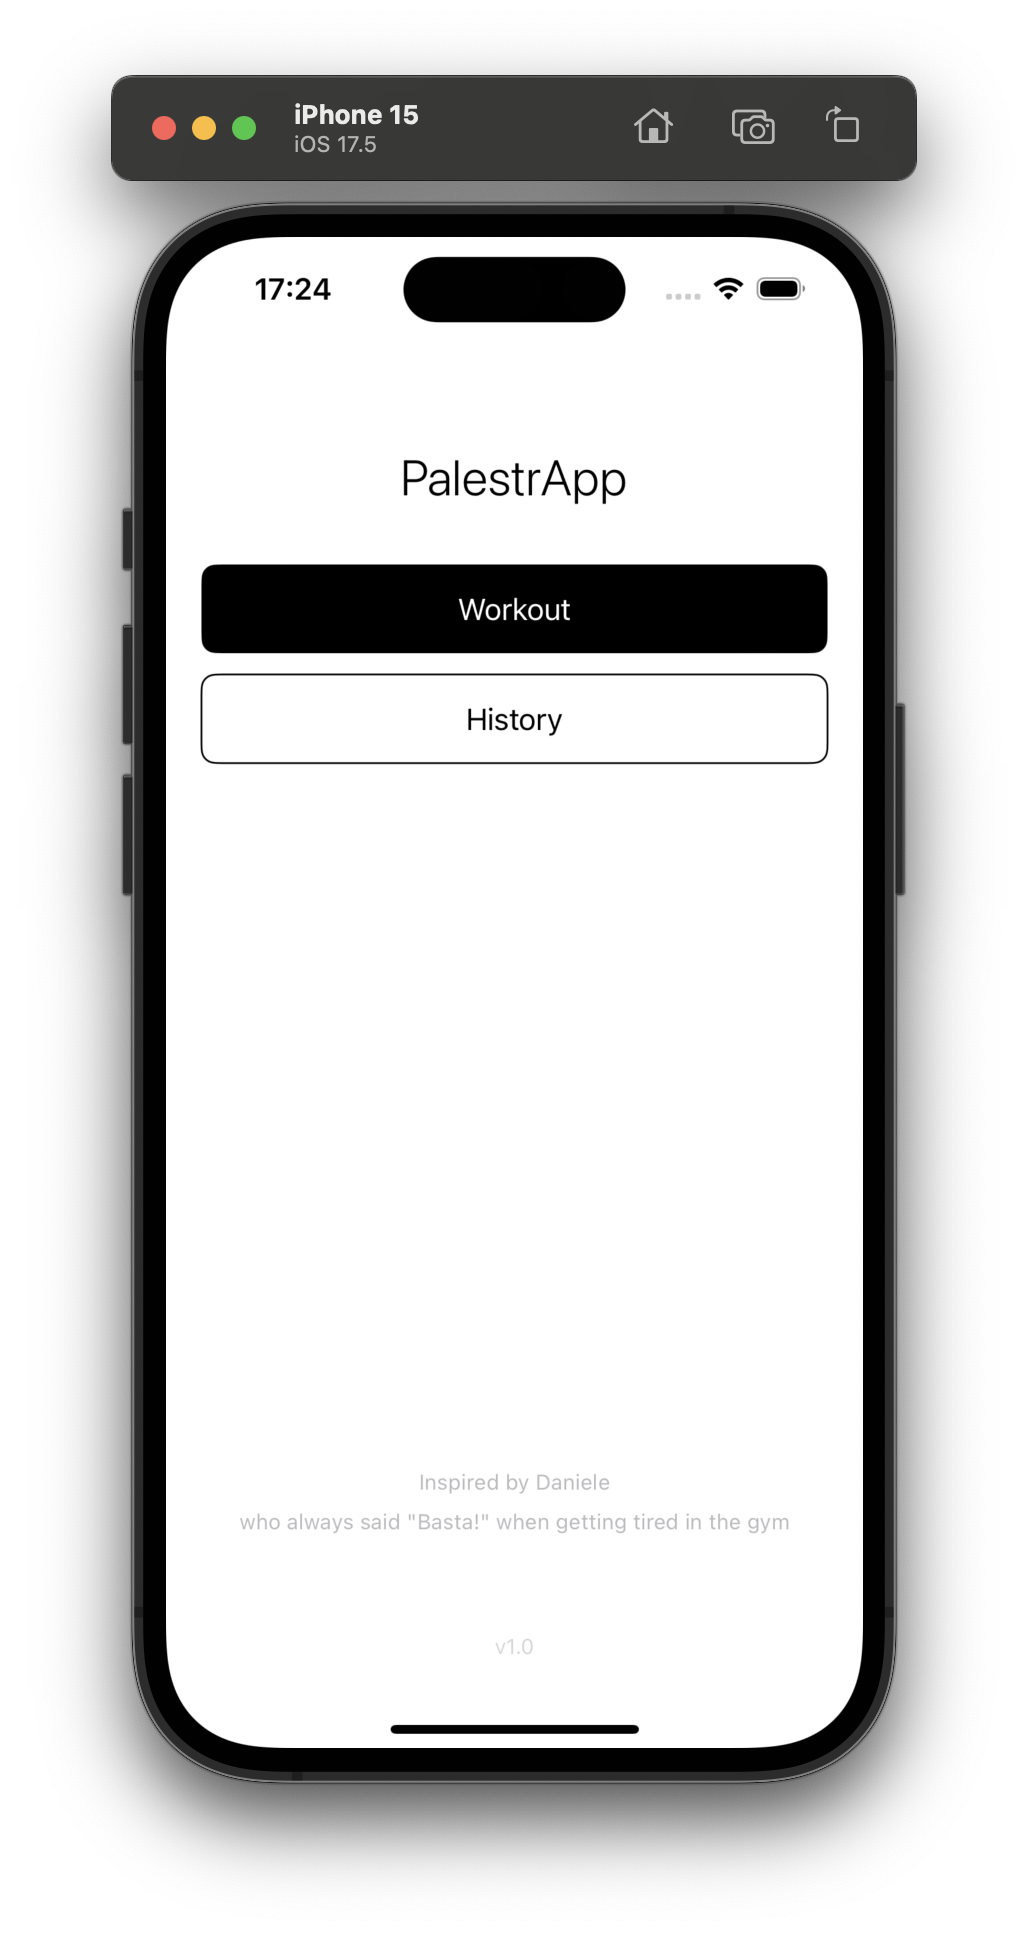 iPhone 15
iOS 17.5
17:24
PalestrApp
Workout
History
Inspired by Daniele
who always said "Basta!" when getting tired in the gym
v1.0